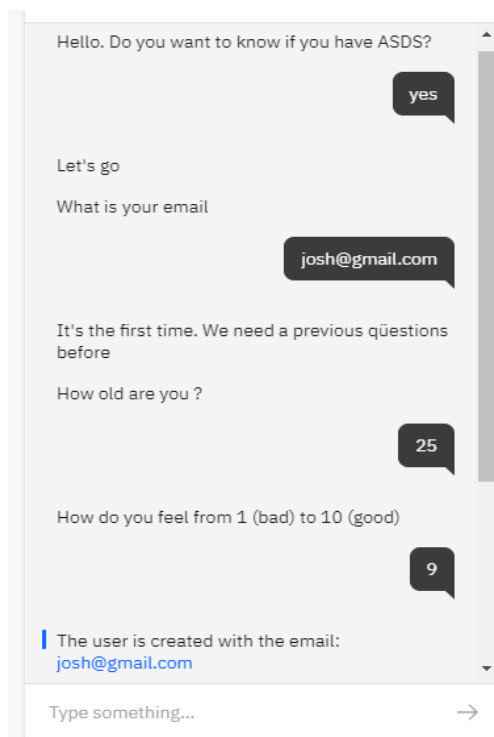 Hello. Do you want to know if you have ASDS?
yes
Let's go
What is your email
josh@gmail.com
It's the first time. We need a previous qüestions
before
How old are you ?
25
How do you feel from 1 (bad) to 10 (good)
9
The user is created with the email:
josh@gmail.com
Type something...